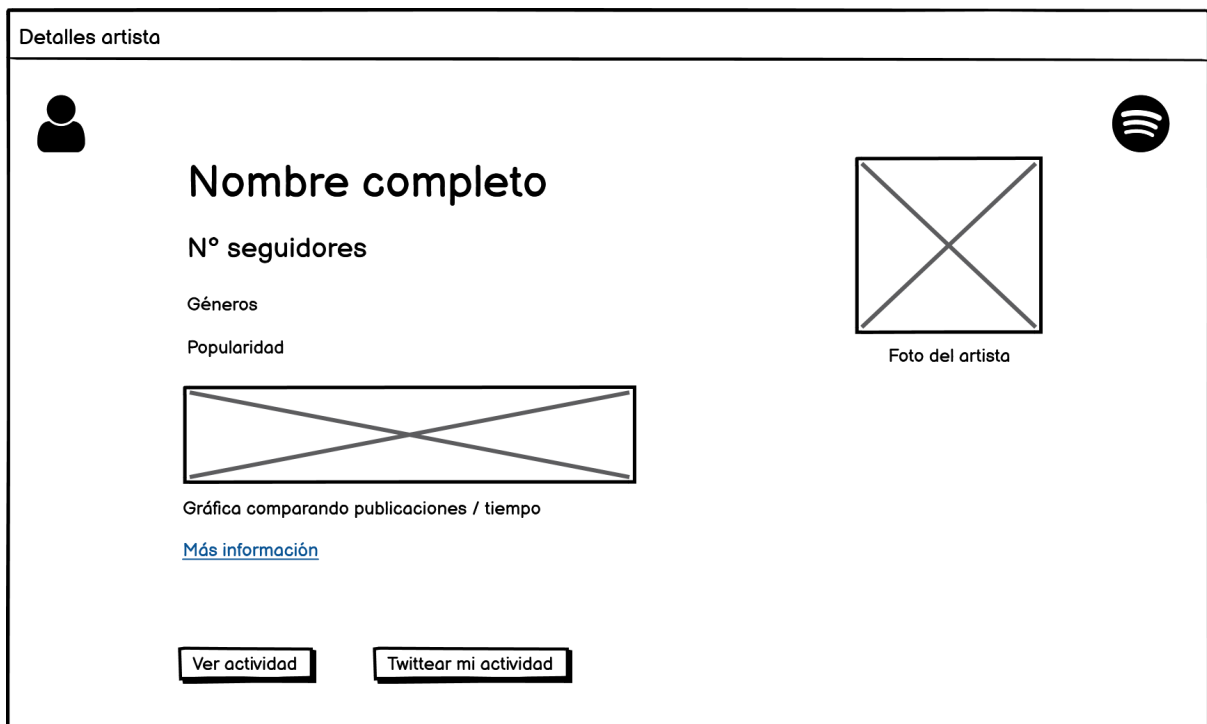 Detalles artista
Nombre completo
Nº seguidores
Géneros
Popularidad
Foto del artista
Gráfica comparando publicaciones / tiempo
Más información
Ver actividad
Twittear mi actividad